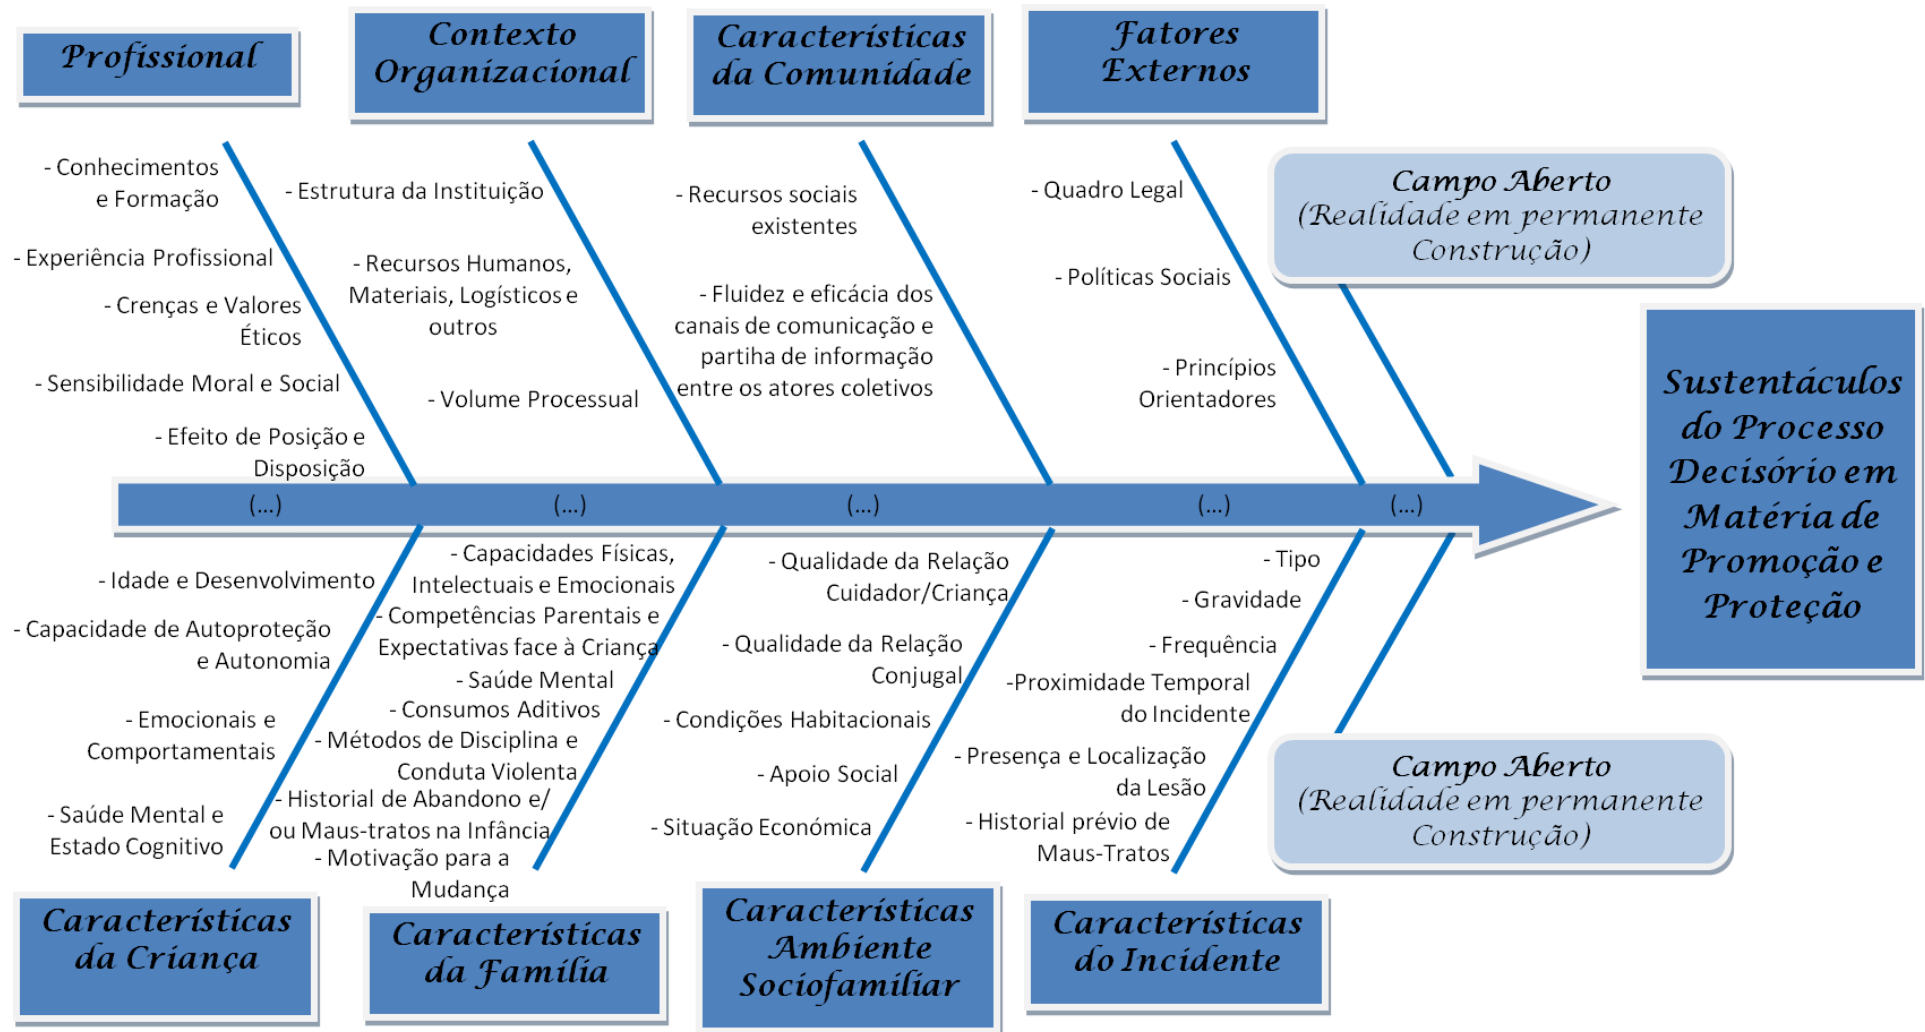 Profissional
Contexto
Organizacional
Características
da Comunidade
Fatores
Externos
- Conhecimentos
e Formação
- Experiência Profissional
- Crenças e Valores
Éticos
- Sensibilidade Moral e Social
- Efeito de Posição e
Disposição
- Estrutura da Instituição
- Recursos Humanos,
Materiais, Logísticos e
outros
- Volume Processual
- Recursos sociais
existentes
- Fluidez e eficácia dos
canais de comunicação e
partiha de informação
entre os atores coletivos
- Quadro Legal
- Políticas Sociais
- Princípios
Orientadores
Campo Aberto
(Realidade em permanente
Construção)
(...)
(...)
(...)
(...)
(...)
Sustentáculos
do Processo
Decisório em
Matéria de
Promoção e
Proteção
- Idade e Desenvolvimento
- Capacidade de Autoproteção
e Autonomia
- Emocionais e
Comportamentais
- Saúde Mental e
Estado Cognitivo
- Capacidades Físicas,
Intelectuais e Emocionais
- Competências Parentais e
Expectativas face à Criança
- Saúde Mental
- Consumos Aditivos
- Métodos de Disciplina e
Conduta Violenta
- Historial de Abandono e/
ou Maus-tratos na Infância
- Motivação para a
Mudança
- Qualidade da Relação
Cuidador/Criança
- Qualidade da Relação
Conjugal
- Condições Habitacionais
- Apoio Social
- Situação Económica
- Tipo
- Gravidade
- Frequência
-Proximidade Temporal
do Incidente
- Presença e Localização
da Lesão
- Historial prévio de
Maus-Tratos
Campo Aberto
(Realidade em permanente
Construção)
Características
da Criança
Características
da Família
Características
Ambiente
Sociofamiliar
Características
do Incidente